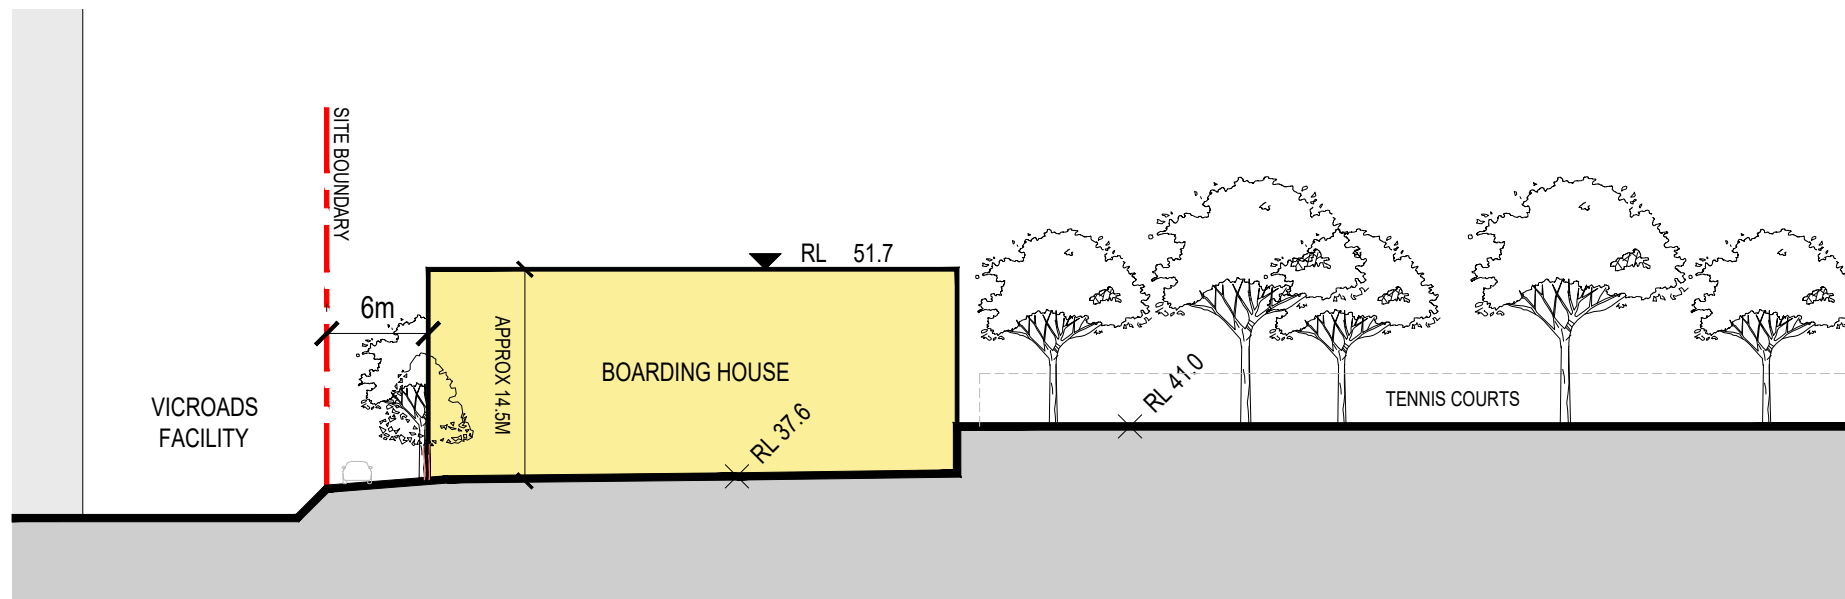 SITE BOUNDARY
RL 51.7
6m
APPROX 14.5M
BOARDING HOUSE
RL 37.6
RL 41.0
TENNIS COURTS
VICROADS
FACILITY